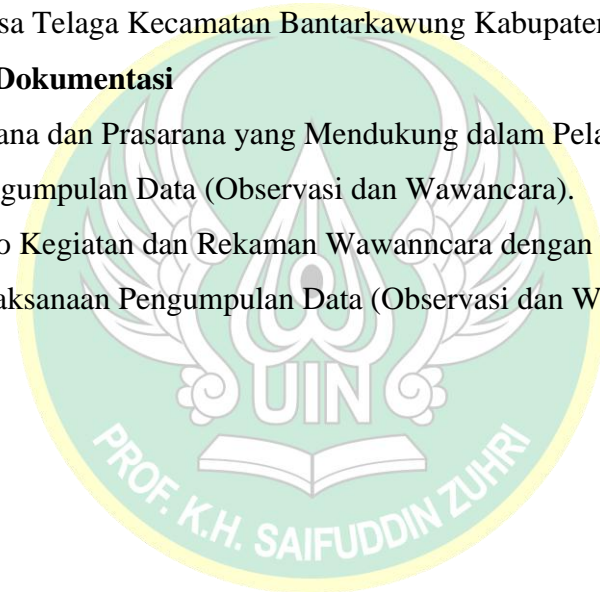 sa Telaga Kecamatan Bantarkawung Kabupaten
Dokumentasi
ana dan Prasarana yang Mendukung dalam Pela
gumpulan Data (Observasi dan Wawancara).
o Kegiatan dan Rekaman Wawanncara dengan
aksanaan Pengumpulan Data (Observasi dan W
UIN
PROF. K.H. SAIFUDDIN ZUHRI